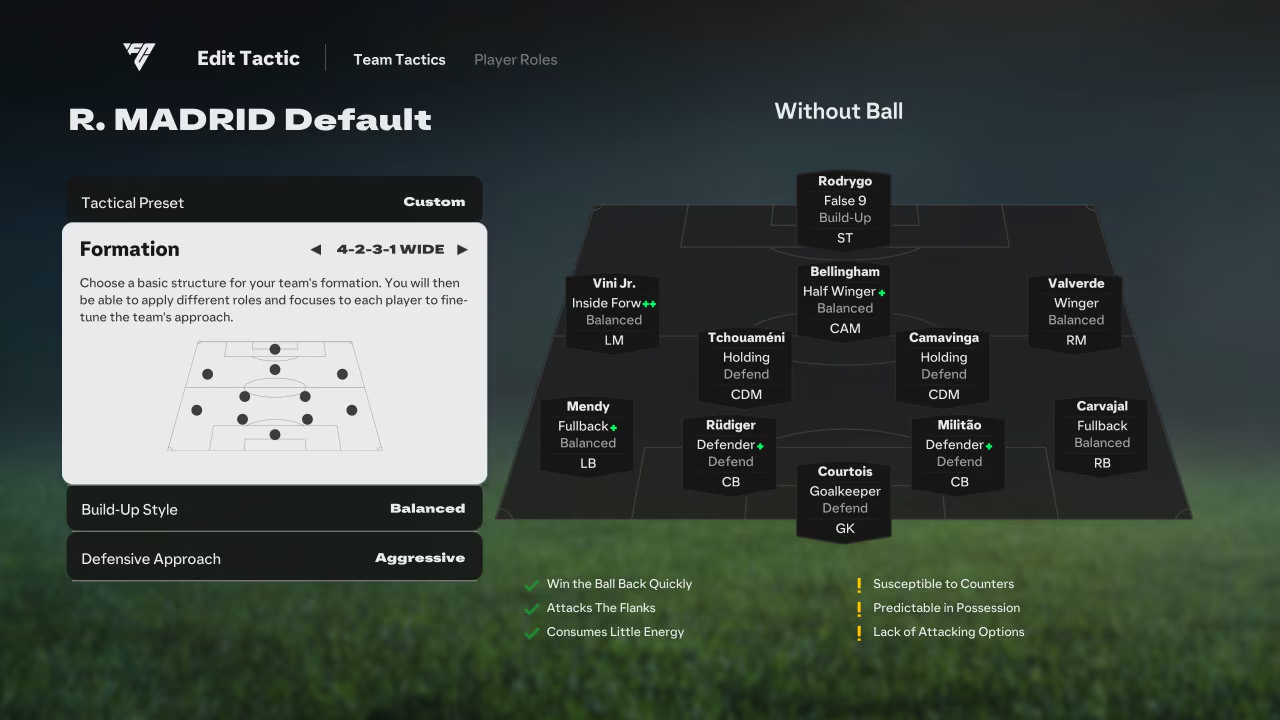 Edit Tactic
Team Tactics
Player Roles
R. MADRID Default
Without Ball
Tactical Preset
Custom
Formation
4-2-3-1 WIDE
Choose a basic structure for your team's formation. You will then
be able to apply different roles and focuses to each player to fine-
tune the team's approach.
Build-Up Style
Balanced
Defensive Approach
Aggressive
Rodrygo
False 9
Build-Up
ST
Vini Jr.
Inside Forw++
Balanced
LM
Bellingham
Half Winger+
Balanced
CAM
Valverde
Winger
Balanced
RM
Tchouaméni
Holding
Defend
CDM
Camavinga
Holding
Defend
CDM
Mendy
Fullback+
Balanced
LB
Rüdiger
Defender+
Defend
CB
Militão
Defender+
Defend
CB
Carvajal
Fullback
Balanced
RB
Courtois
Goalkeeper
Defend
GK
Win the Ball Back Quickly
Attacks The Flanks
Consumes Little Energy
Susceptible to Counters
Predictable in Possession
Lack of Attacking Options